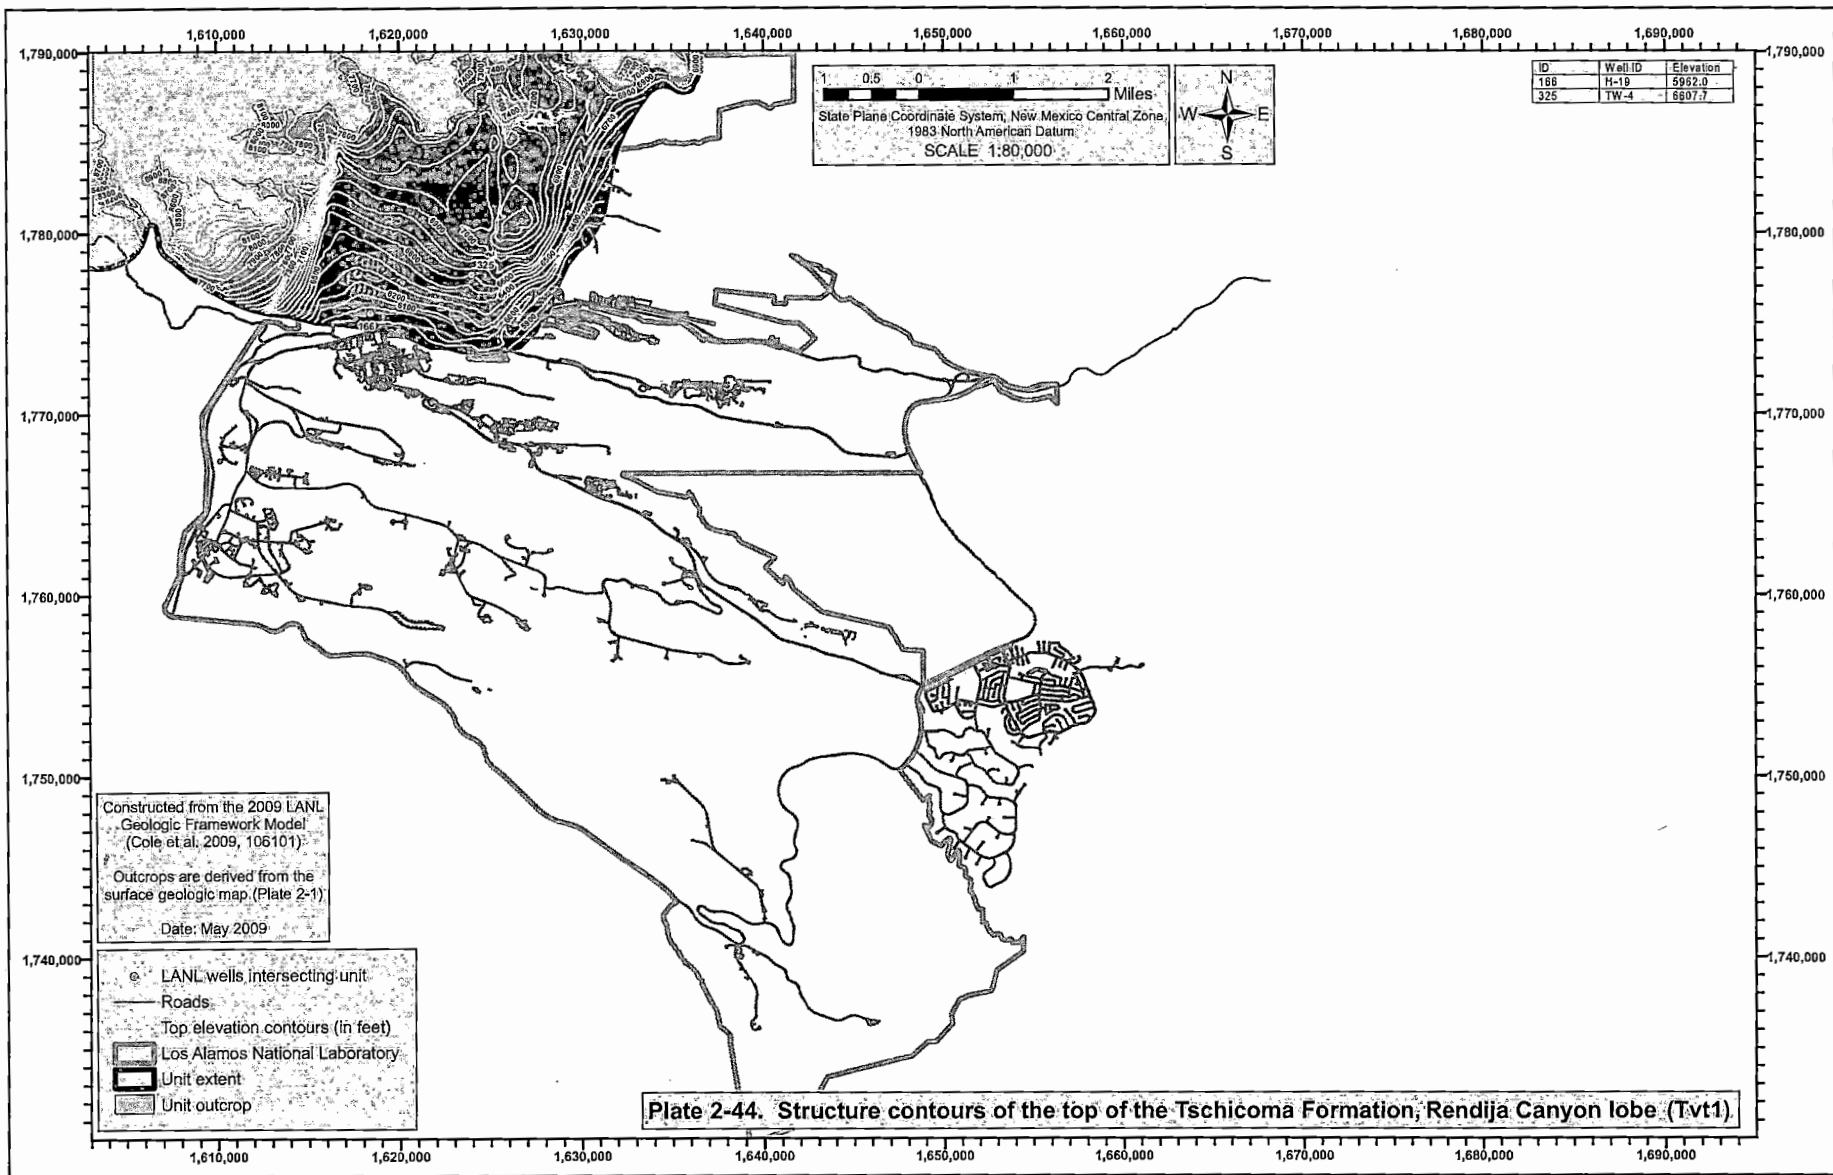 1,610,000 1,620,000 1,630,000 1,640,000 1,650,000 1,660,000 1,670,000 1,680,000 1,690,000
1,790,000 1,790,000
1 0.5 0 1 2
Miles
State Plane Coordinate System, New Mexico Central Zone,
1983 North American Datum
SCALE 1:80,000
N
W E
S
ID Well ID Elevation
166 H-19 5962.0
325 TW-4 6607.7
1,780,000 1,780,000
325
6200
6100
166
1,770,000 1,770,000
1,760,000 1,760,000
1,750,000 1,750,000
Constructed from the 2009 LANL
Geologic Framework Model
(Cole et al. 2009, 106101)
Outcrops are derived from the
surface geologic map (Plate 2-1)
Date: May 2009
1,740,000 1,740,000
LANL wells intersecting unit
Roads
Top elevation contours (in feet)
Los Alamos National Laboratory
Unit extent
Unit outcrop
Plate 2-44. Structure contours of the top of the Tschicoma Formation, Rendija Canyon lobe (Tvt1)
1,610,000 1,620,000 1,630,000 1,640,000 1,650,000 1,660,000 1,670,000 1,680,000 1,690,000